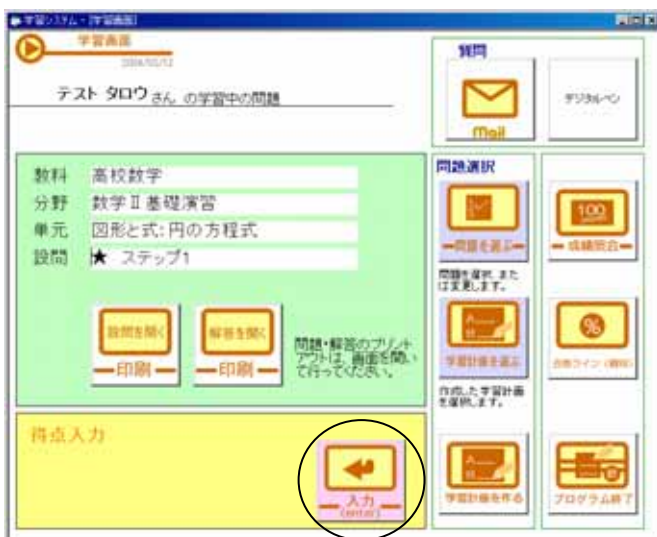 学習システム - [学習画面]
学習画面
2004/05/12
テスト タロウ さん の学習中の問題
質問
Mail
デジタルペン
教科 高校数学
分野 数学Ⅱ基礎演習
単元 図形と式:円の方程式
設問 ★ ステップ1
設問を開く
印刷
解答を開く
印刷
問題・解答のプリント
アウトは、画面を開い
て行ってください。
得点入力
入力
(enter)
問題選択
問題を選ぶ
問題を選択、また
は変更します。
学習計画を選ぶ
作成した学習計画
を選択します。
学習計画を作る
100
成績照会
%
プログラム終了